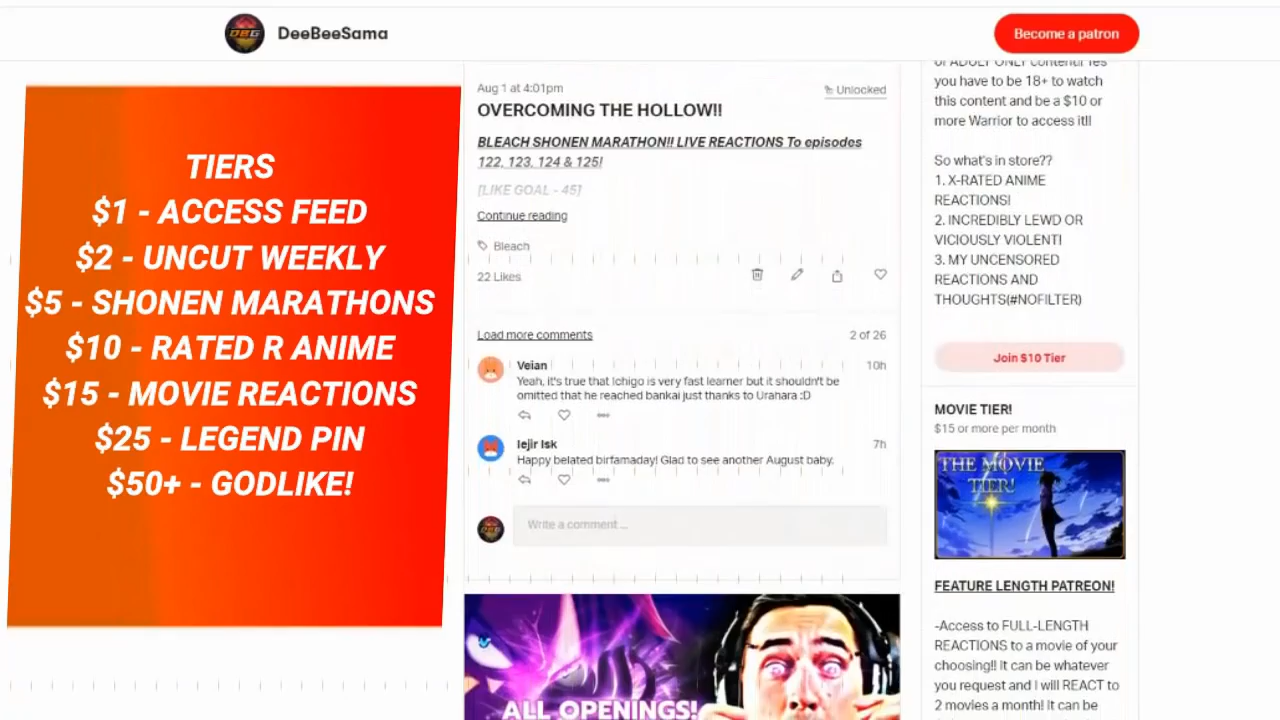 DeeBeeSama
Become a patron
TIERS
$1 - ACCESS FEED
$2 - UNCUT WEEKLY
$5 - SHONEN MARATHONS
$10 - RATED R ANIME
$15 - MOVIE REACTIONS
$25 - LEGEND PIN
$50+ - GODLIKE!
Aug 1 at 4:01pm
Unlocked
OVERCOMING THE HOLLOW!!
BLEACH SHONEN MARATHON!! LIVE REACTIONS To episodes
122, 123, 124 & 125!
[LIKE GOAL - 45]
Continue reading
Bleach
22 Likes
Load more comments
2 of 26
Veian
10h
Yeah, it's true that Ichigo is very fast learner but it shouldn't be
omitted that he reached bankai just thanks to Urahara :D
Iejir Isk
7h
Happy belated birfamaday! Glad to see another August baby.
Write a comment ...
ALL OPENINGS!
of ADULT ONLY content!! Yes
you have to be 18+ to watch
this content and be a $10 or
more Warrior to access it!!
So what's in store??
1. X-RATED ANIME
REACTIONS!
2. INCREDIBLY LEWD OR
VICIOUSLY VIOLENT!
3. MY UNCENSORED
REACTIONS AND
THOUGHTS(#NOFILTER)
Join $10 Tier
MOVIE TIER!
$15 or more per month
THE MOVIE
TIER!
FEATURE LENGTH PATREON!
-Access to FULL-LENGTH
REACTIONS to a movie of your
choosing!! It can be whatever
you request and I will REACT to
2 movies a month! It can be